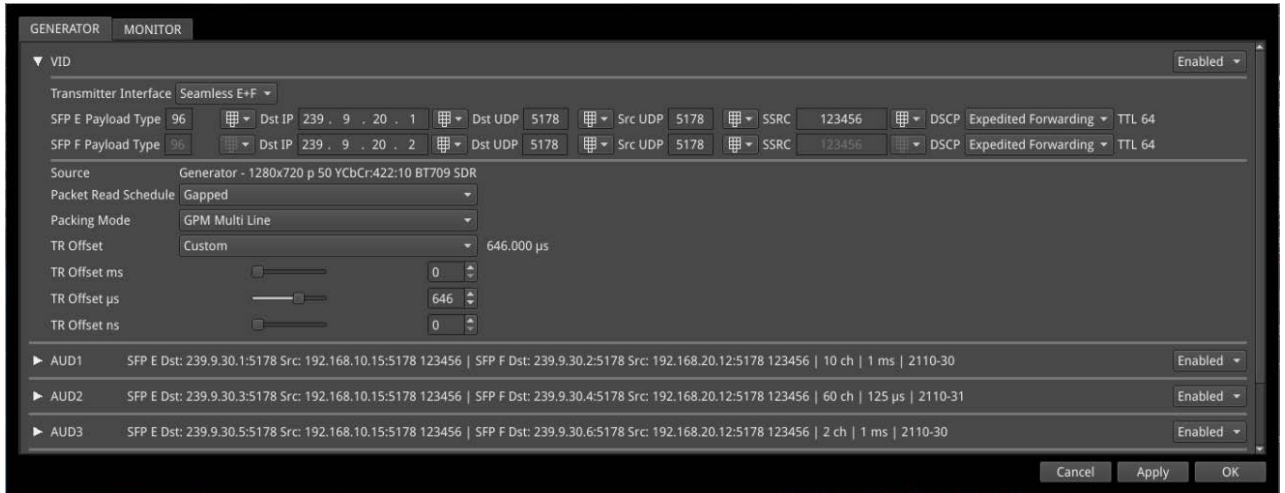 GENERATOR MONITOR
VID Enabled
Transmitter Interface Seamless E+F
SFP E Payload Type 96 Dst IP 239 . 9 . 20 . 1 Dst UDP 5178 Src UDP 5178 SSRC 123456 DSCP Expedited Forwarding TTL 64
SFP F Payload Type 96 Dst IP 239 . 9 . 20 . 2 Dst UDP 5178 Src UDP 5178 SSRC 123456 DSCP Expedited Forwarding TTL 64
Source Generator - 1280x720 p 50 YCbCr:422:10 BT709 SDR
Packet Read Schedule Gapped
Packing Mode GPM Multi Line
TR Offset Custom 646.000 µs
TR Offset ms 0
TR Offset µs 646
TR Offset ns 0
AUD1 SFP E Dst: 239.9.30.1:5178 Src: 192.168.10.15:5178 123456 | SFP F Dst: 239.9.30.2:5178 Src: 192.168.20.12:5178 123456 | 10 ch | 1 ms | 2110-30 Enabled
AUD2 SFP E Dst: 239.9.30.3:5178 Src: 192.168.10.15:5178 123456 | SFP F Dst: 239.9.30.4:5178 Src: 192.168.20.12:5178 123456 | 60 ch | 125 µs | 2110-31 Enabled
AUD3 SFP E Dst: 239.9.30.5:5178 Src: 192.168.10.15:5178 123456 | SFP F Dst: 239.9.30.6:5178 Src: 192.168.20.12:5178 123456 | 2 ch | 1 ms | 2110-30 Enabled
Cancel Apply OK